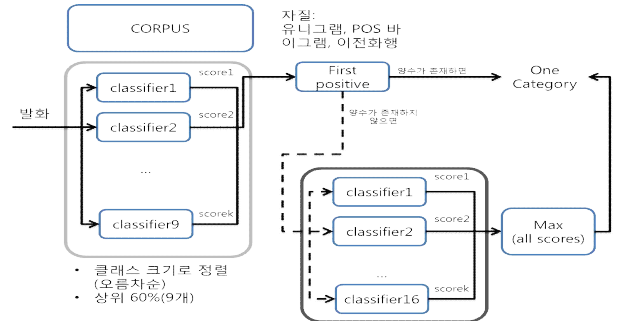 CORPUS
자질:
유니그램, POS 바
이그램, 이전화행
발화
classifier1
score1
classifier2
score2
...
classifier9
scorek
First
positive
양수가 존재하면
One
Category
양수가 존재하지
않으면
classifier1
score1
classifier2
score2
...
classifier16
scorek
Max
(all scores)
• 클래스 크기로 정렬
(오름차순)
• 상위 60%(9개)